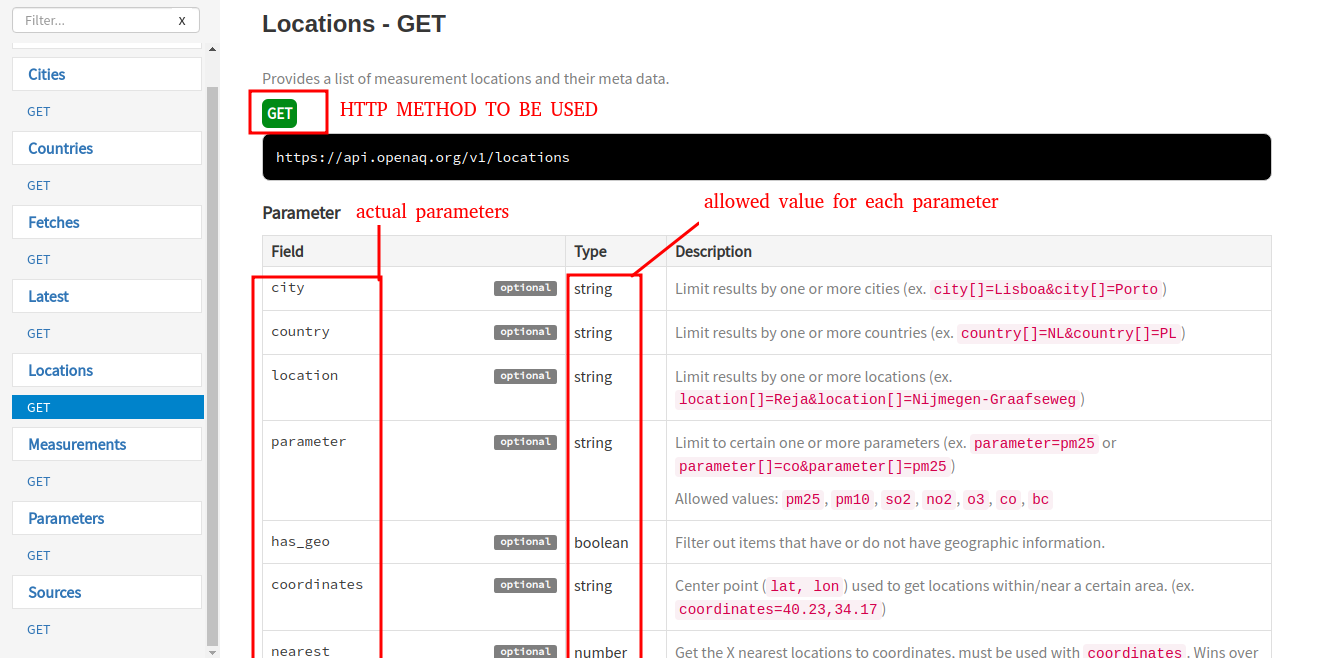 Filter... x
Locations - GET
Cities
GET
Countries
GET
Fetches
GET
Latest
GET
Locations
GET
Measurements
GET
Parameters
GET
Sources
GET
Provides a list of measurement locations and their meta data.
GET HTTP METHOD TO BE USED
https://api.openaq.org/v1/locations
allowed value for each parameter
Parameter actual parameters
Field Type Description
city optional string Limit results by one or more cities (ex. city[]=Lisboa&city[]=Porto )
country optional string Limit results by one or more countries (ex. country[]=NL&country[]=PL )
location optional string Limit results by one or more locations (ex.
location[]=Reja&location[]=Nijmegen-Graafseweg )
parameter optional string Limit to certain one or more parameters (ex. parameter=pm25 or
parameter[]=co&parameter[]=pm25 )
Allowed values: pm25 , pm10 , so2 , no2 , o3 , co , bc
has_geo optional boolean Filter out items that have or do not have geographic information.
coordinates optional string Center point ( lat, lon ) used to get locations within/near a certain area. (ex.
coordinates=40.23,34.17 )
nearest optional number Get the X nearest locations to coordinates, must be used with coordinates . Wins over